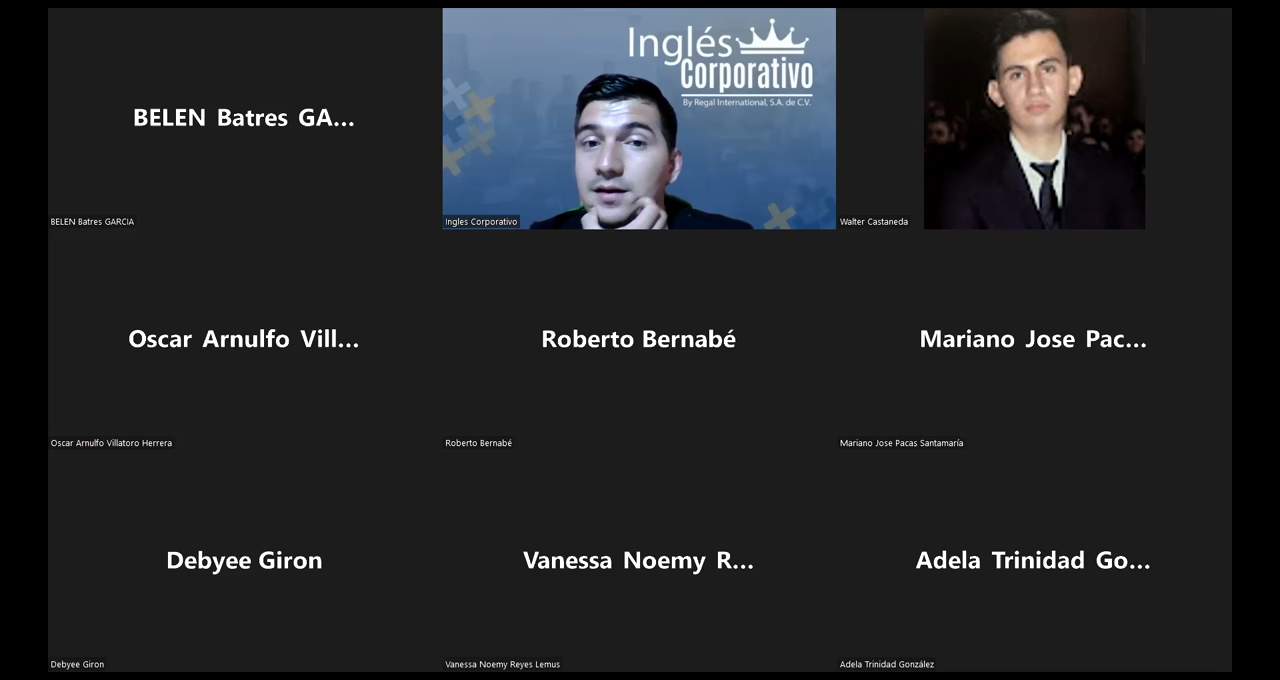 BELEN Batres GA...
BELEN Batres GARCIA
Inglés
Corporativo
By Regal International, S.A. de C.V.
Ingles Corporativo
Walter Castaneda
Oscar Arnulfo Vill...
Oscar Arnulfo Villatoro Herrera
Roberto Bernabé
Roberto Bernabé
Mariano Jose Pac...
Mariano Jose Pacas Santamaría
Debyee Giron
Debyee Giron
Vanessa Noemy R...
Vanessa Noemy Reyes Lemus
Adela Trinidad Go...
Adela Trinidad González